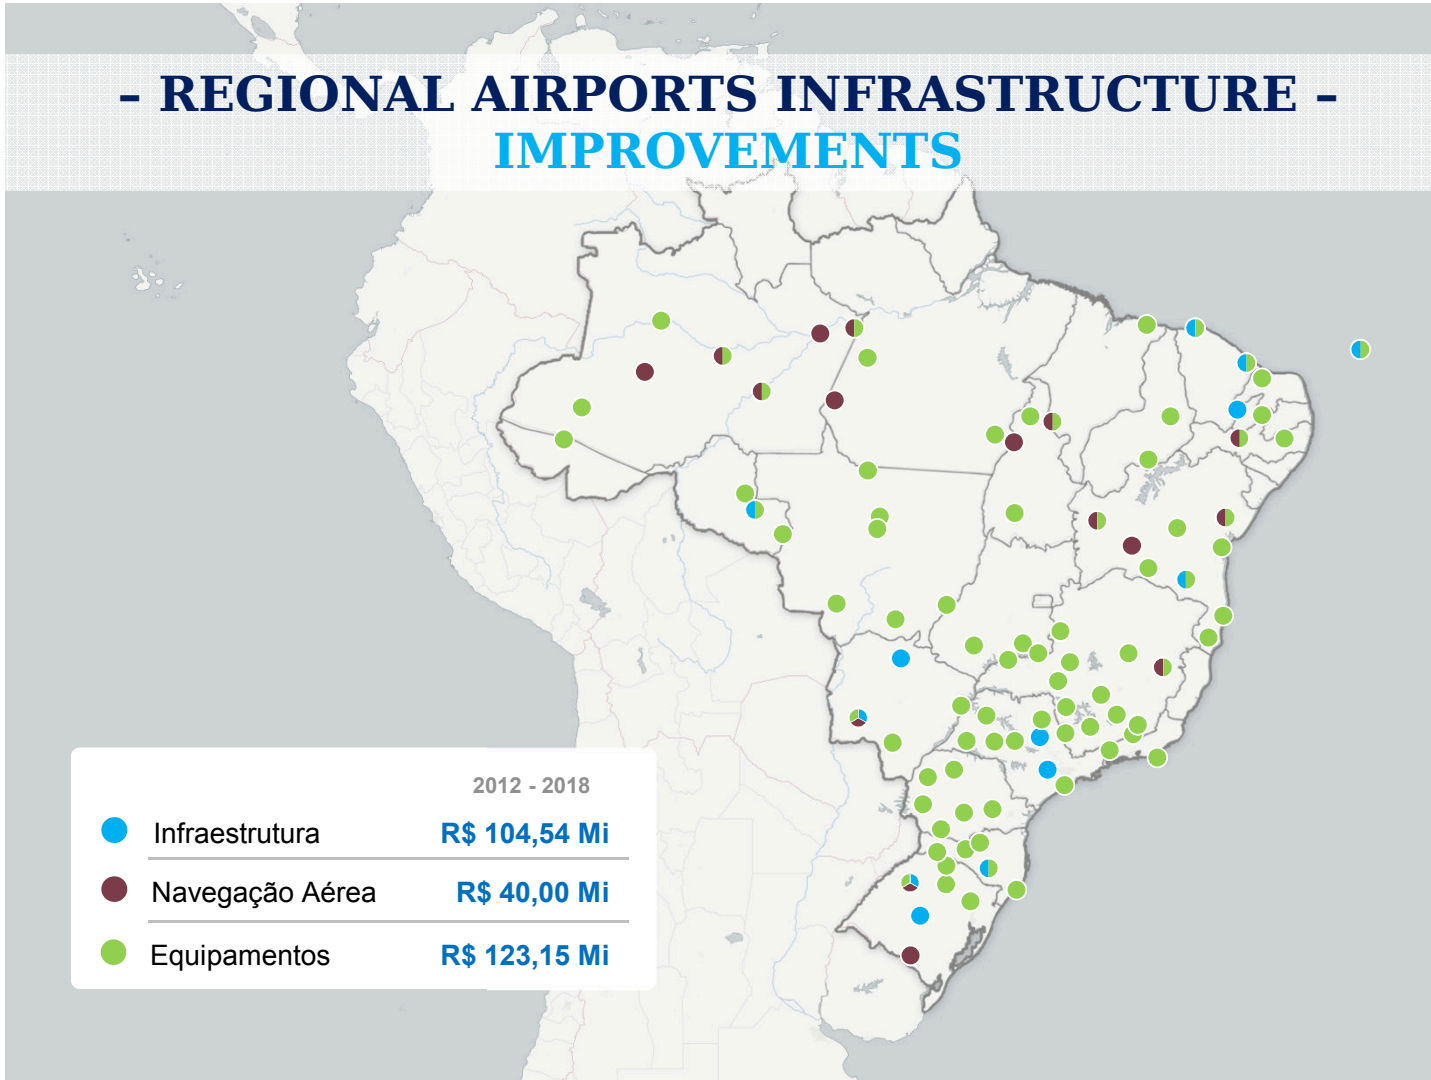 – REGIONAL AIRPORTS INFRASTRUCTURE –
IMPROVEMENTS
2012 - 2018
Infraestrutura R$ 104,54 Mi
Navegação Aérea R$ 40,00 Mi
Equipamentos R$ 123,15 Mi